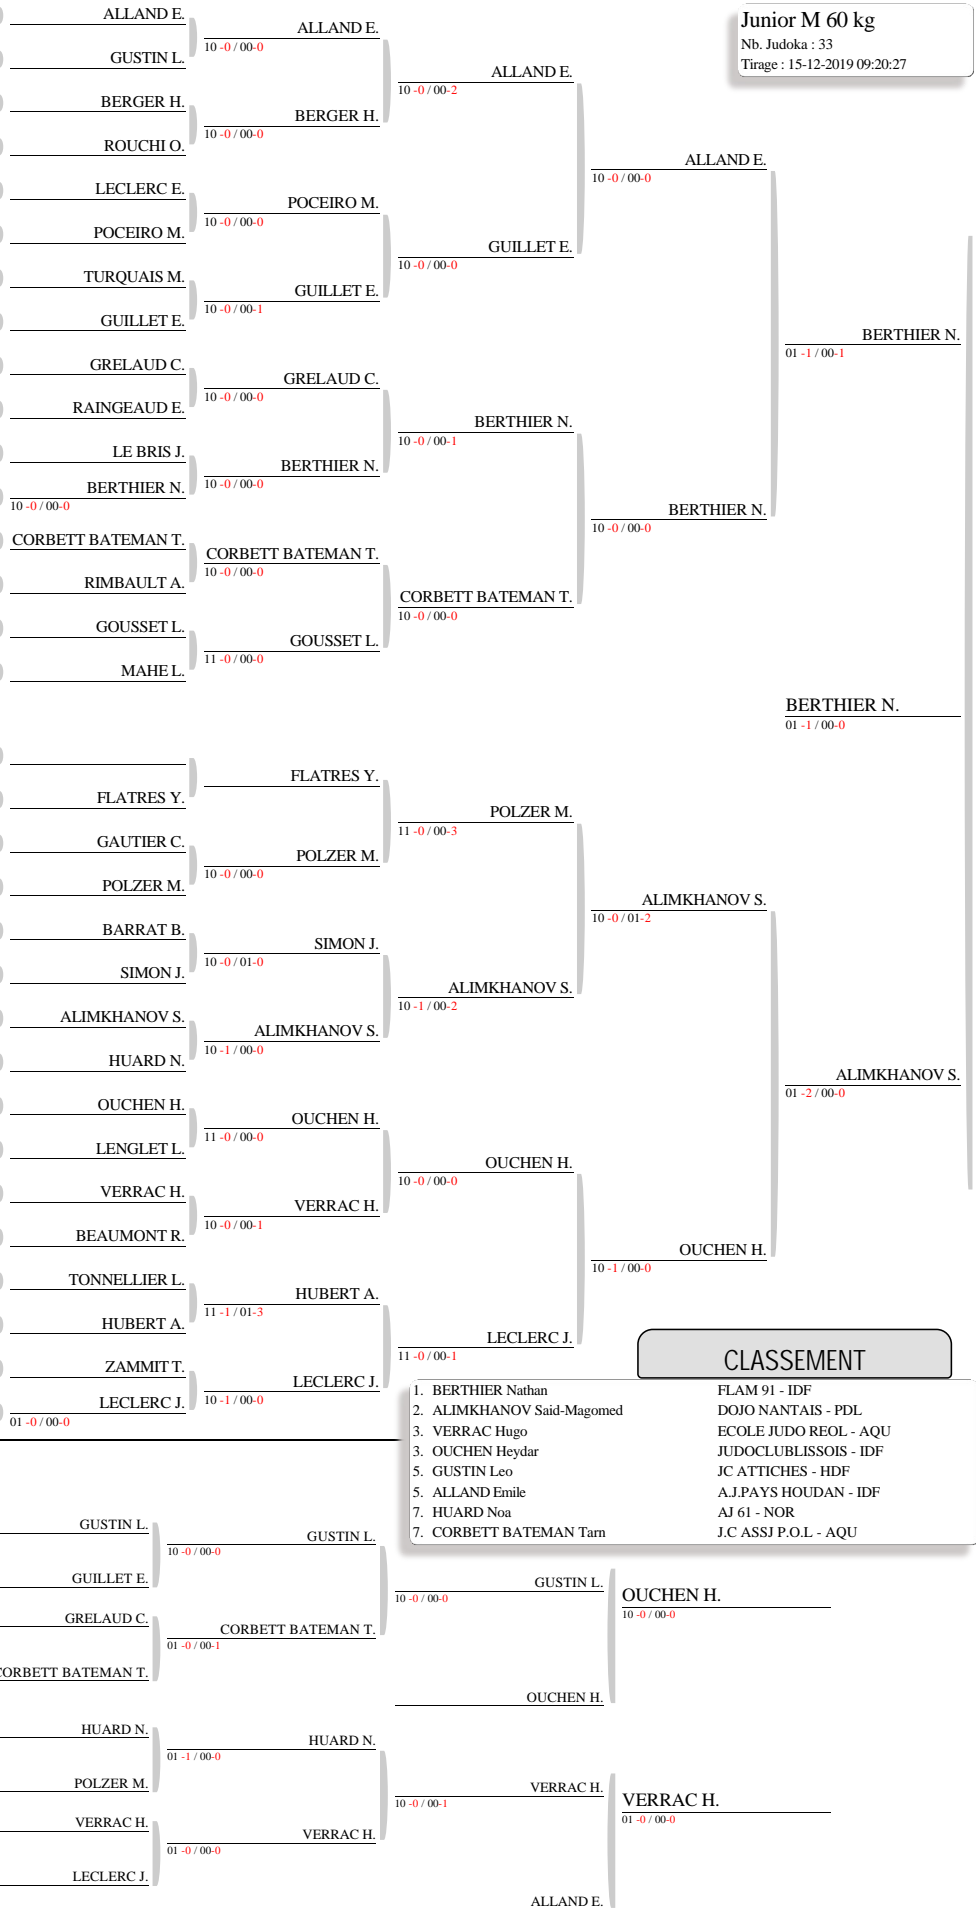 Junior M 60 kg
Nb. Judoka : 33
Tirage : 15-12-2019 09:20:27
ALLAND E.
GUSTIN L.
BERGER H.
ROUCHI O.
LECLERC E.
POCEIRO M.
TURQUAIS M.
GUILLET E.
GRELAUD C.
RAINGEAUD E.
LE BRIS J.
BERTHIER N.
10 -0 / 00-0
CORBETT BATEMAN T.
RIMBAULT A.
GOUSSET L.
MAHE L.
FLATRES Y.
GAUTIER C.
POLZER M.
BARRAT B.
SIMON J.
ALIMKHANOV S.
HUARD N.
OUCHEN H.
LENGLET L.
VERRAC H.
BEAUMONT R.
TONNELLIER L.
HUBERT A.
ZAMMIT T.
LECLERC J.
01 -0 / 00-0
ALLAND E.
10 -0 / 00-0
BERGER H.
10 -0 / 00-0
POCEIRO M.
10 -0 / 00-0
GUILLET E.
10 -0 / 00-1
GRELAUD C.
10 -0 / 00-0
BERTHIER N.
10 -0 / 00-0
CORBETT BATEMAN T.
10 -0 / 00-0
GOUSSET L.
11 -0 / 00-0
FLATRES Y.
POLZER M.
10 -0 / 00-0
SIMON J.
10 -0 / 01-0
ALIMKHANOV S.
10 -1 / 00-0
OUCHEN H.
11 -0 / 00-0
VERRAC H.
10 -0 / 00-1
HUBERT A.
11 -1 / 01-3
LECLERC J.
10 -1 / 00-0
ALLAND E.
10 -0 / 00-2
GUILLET E.
10 -0 / 00-0
BERTHIER N.
10 -0 / 00-1
CORBETT BATEMAN T.
10 -0 / 00-0
POLZER M.
11 -0 / 00-3
ALIMKHANOV S.
10 -1 / 00-2
OUCHEN H.
10 -0 / 00-0
LECLERC J.
11 -0 / 00-1
ALLAND E.
10 -0 / 00-0
BERTHIER N.
10 -0 / 00-0
ALIMKHANOV S.
10 -0 / 01-2
OUCHEN H.
10 -1 / 00-0
BERTHIER N.
01 -1 / 00-1
ALIMKHANOV S.
01 -2 / 00-0
BERTHIER N.
01 -1 / 00-0
CLASSEMENT
1. BERTHIER Nathan FLAM 91 - IDF
2. ALIMKHANOV Said-Magomed DOJO NANTAIS - PDL
3. VERRAC Hugo ECOLE JUDO REOL - AQU
3. OUCHEN Heydar JUDOCLUBLISSOIS - IDF
5. GUSTIN Leo JC ATTICHES - HDF
5. ALLAND Emile A.J.PAYS HOUDAN - IDF
7. HUARD Noa AJ 61 - NOR
7. CORBETT BATEMAN Tarn J.C ASSJ P.O.L - AQU
GUSTIN L.
GUILLET E.
GRELAUD C.
CORBETT BATEMAN T.
HUARD N.
POLZER M.
VERRAC H.
LECLERC J.
GUSTIN L.
10 -0 / 00-0
CORBETT BATEMAN T.
01 -0 / 00-1
HUARD N.
01 -1 / 00-0
VERRAC H.
01 -0 / 00-0
GUSTIN L.
10 -0 / 00-0
OUCHEN H.
VERRAC H.
10 -0 / 00-1
ALLAND E.
OUCHEN H.
10 -0 / 00-0
VERRAC H.
01 -0 / 00-0